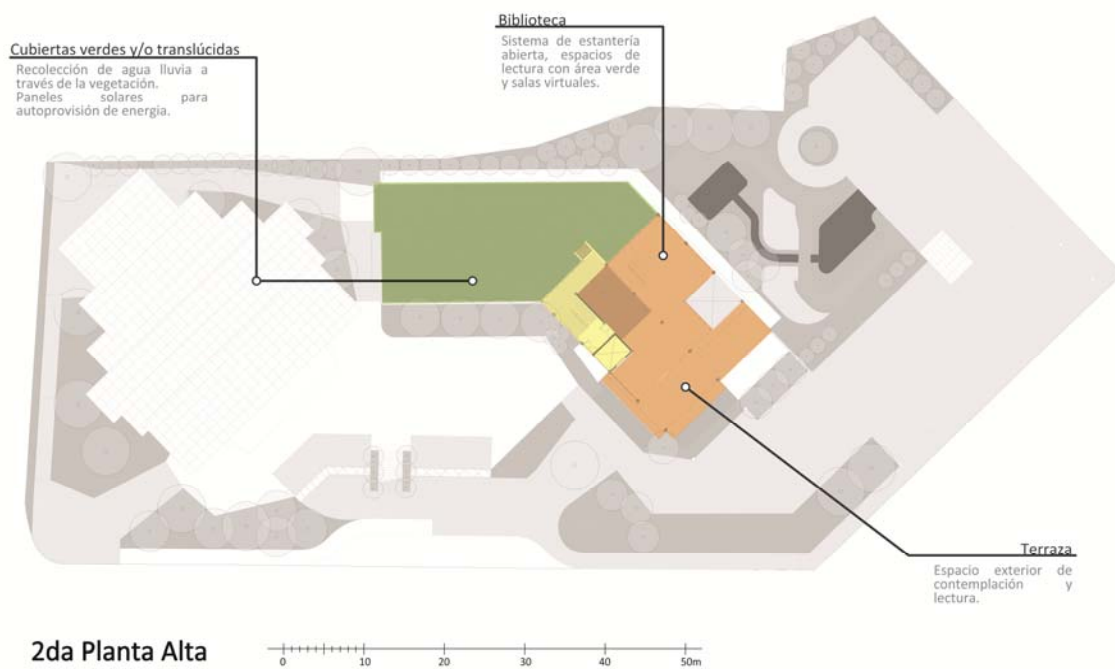 Biblioteca
Sistema de estantería
abierta, espacios de
lectura con área verde
y salas virtuales.
Cubiertas verdes y/o translúcidas
Recolección de agua lluvia a
través de la vegetación.
Paneles solares para
autoprovisión de energia.
Terraza
Espacio exterior de
contemplación y
lectura.
2da Planta Alta
0 10 20 30 40 50m